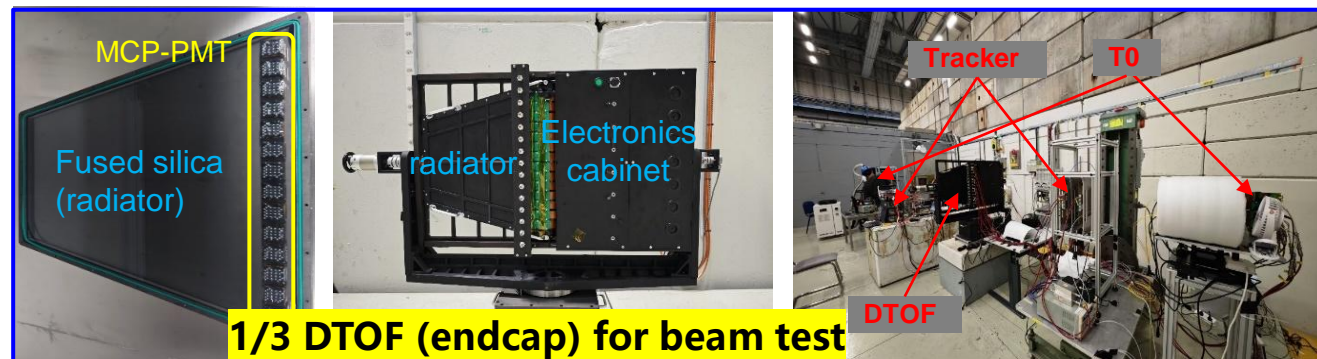 MCP-PMT
Fused silica
(radiator)
radiator
Electronics
cabinet
Tracker
T0
DTOF
1/3 DTOF (endcap) for beam test